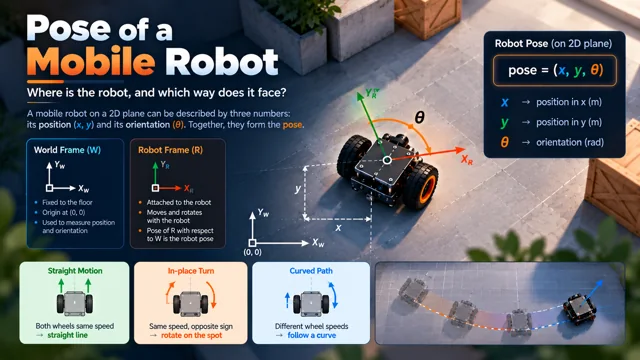 Pose of a
Mobile Robot
Where is the robot, and which way does it face?
A mobile robot on a 2D plane can be described by three numbers:
its position (x, y) and its orientation (θ). Together, they form the pose.
World Frame (W)
Y_W
X_W
• Fixed to the floor
• Origin at (0, 0)
• Used to measure position
and orientation
Robot Frame (R)
Y_R
X_R
• Attached to the robot
• Moves and rotates
with the robot
• Pose of R with respect
to W is the robot pose
θ
X_R
y
x
Y_W
X_W
(0, 0)
Robot Pose (on 2D plane)
pose = (x, y, θ)
x → position in x (m)
y → position in y (m)
θ → orientation (rad)
Straight Motion
Both wheels same speed
→ straight line
In-place Turn
Same speed, opposite sign
→ rotate on the spot
Curved Path
Different wheel speeds
→ follow a curve